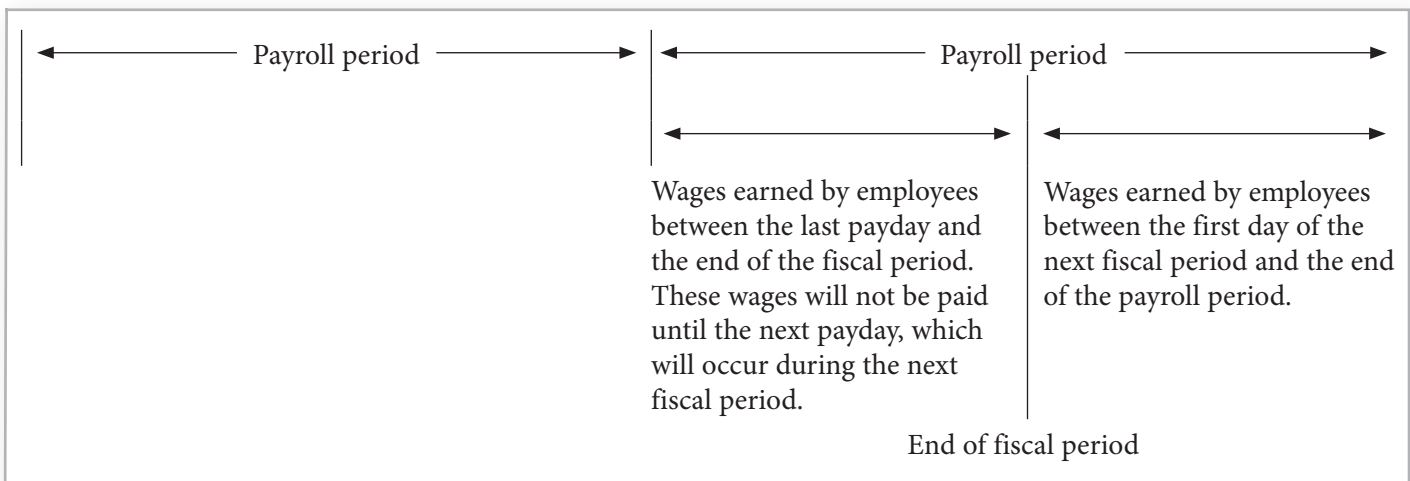 Payroll period
Payroll period
Wages earned by employees
between the last payday and
the end of the fiscal period.
These wages will not be paid
until the next payday, which
will occur during the next
fiscal period.
Wages earned by employees
between the first day of the
next fiscal period and the end
of the payroll period.
End of fiscal period